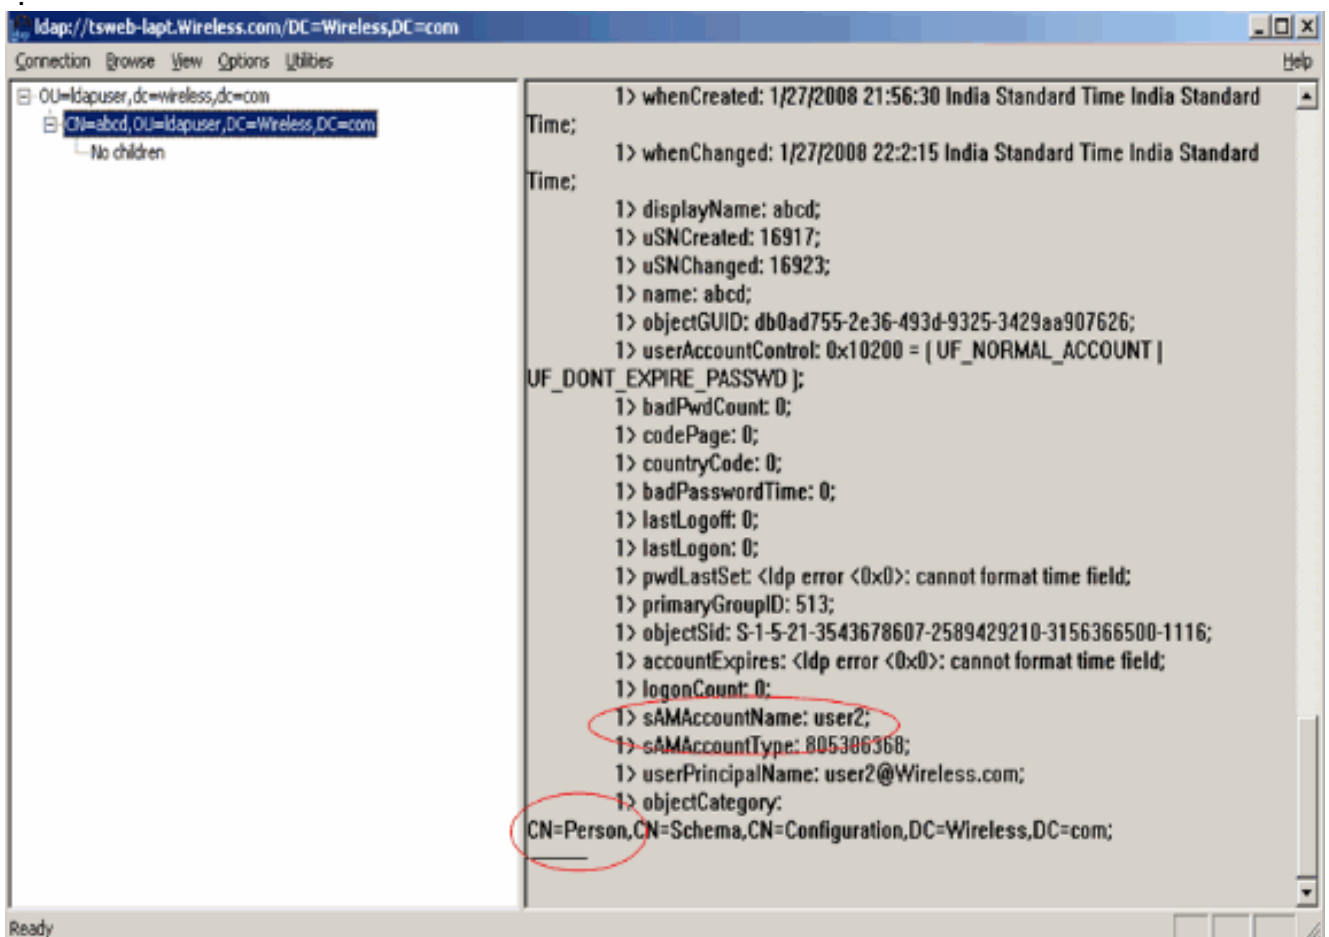 ldap://tsweb-lapt.Wireless.com/DC=Wireless,DC=com
Connection Browse View Options Utilities Help
OU=ldapuser,dc=wireless,dc=com
CN=abcd,OU=ldapuser,DC=Wireless,DC=com
No children
1> whenCreated: 1/27/2008 21:56:30 India Standard Time India Standard
Time;
1> whenChanged: 1/27/2008 22:2:15 India Standard Time India Standard
Time;
1> displayName: abcd;
1> uSNCreated: 16917;
1> uSNChanged: 16923;
1> name: abcd;
1> objectGUID: db0ad755-2e36-493d-9325-3429aa907626;
1> userAccountControl: 0x10200 = ( UF_NORMAL_ACCOUNT |
UF_DONT_EXPIRE_PASSWD );
1> badPwdCount: 0;
1> codePage: 0;
1> countryCode: 0;
1> badPasswordTime: 0;
1> lastLogoff: 0;
1> lastLogon: 0;
1> pwdLastSet: <ldp error <0x0>: cannot format time field;
1> primaryGroupID: 513;
1> objectSid: S-1-5-21-3543678607-2589429210-3156366500-1116;
1> accountExpires: <ldp error <0x0>: cannot format time field;
1> logonCount: 0;
1> sAMAccountName: user2;
1> sAMAccountType: 805306368;
1> userPrincipalName: user2@Wireless.com;
1> objectCategory:
CN=Person,CN=Schema,CN=Configuration,DC=Wireless,DC=com;
Ready